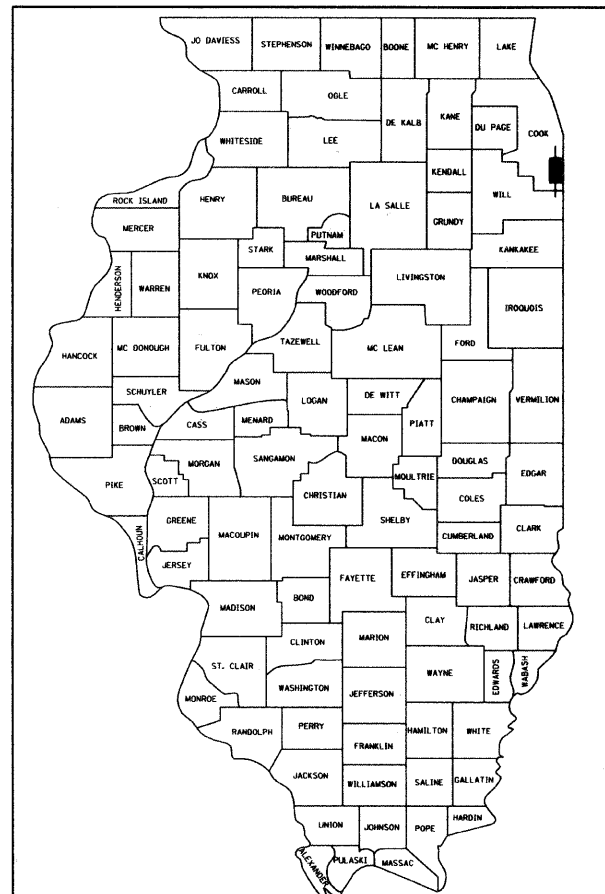 JO DAVIESS
STEPHENSON
WINNEBAGO
BOONE
MC HENRY
LAKE
CARROLL
OGLE
DE KALB
KANE
DU PAGE
COOK
WHITESIDE
LEE
KENDALL
WILL
ROCK ISLAND
HENRY
BUREAU
LA SALLE
GRUNDY
MERCER
PUTNAM
KANKAKEE
STARK
MARSHALL
HENDERSON
WARREN
KNOX
PEORIA
WOODFORD
LIVINGSTON
IROQUOIS
HANCOCK
MC DONOUGH
FULTON
TAZEWELL
MC LEAN
FORD
SCHUYLER
MASON
LOGAN
DE WITT
CHAMPAIGN
VERMILION
ADAMS
BROWN
CASS
MENARD
MACON
PIATT
PIKE
SCOTT
MORGAN
SANGAMON
CHRISTIAN
MOULTRIE
DOUGLAS
EDGAR
COLES
CALHOUN
GREENE
MACOUPIN
MONTGOMERY
SHELBY
CUMBERLAND
CLARK
JERSEY
FAYETTE
EFFINGHAM
JASPER
CRAWFORD
MADISON
BOND
CLAY
RICHLAND
LAWRENCE
CLINTON
MARION
ST. CLAIR
WAYNE
EDWARDS
WABASH
MONROE
WASHINGTON
JEFFERSON
RANDOLPH
PERRY
HAMILTON
WHITE
FRANKLIN
JACKSON
WILLIAMSON
SALINE
GALLATIN
UNION
JOHNSON
POPE
HARDIN
ALEXANDER
PULASKI
MASSAC